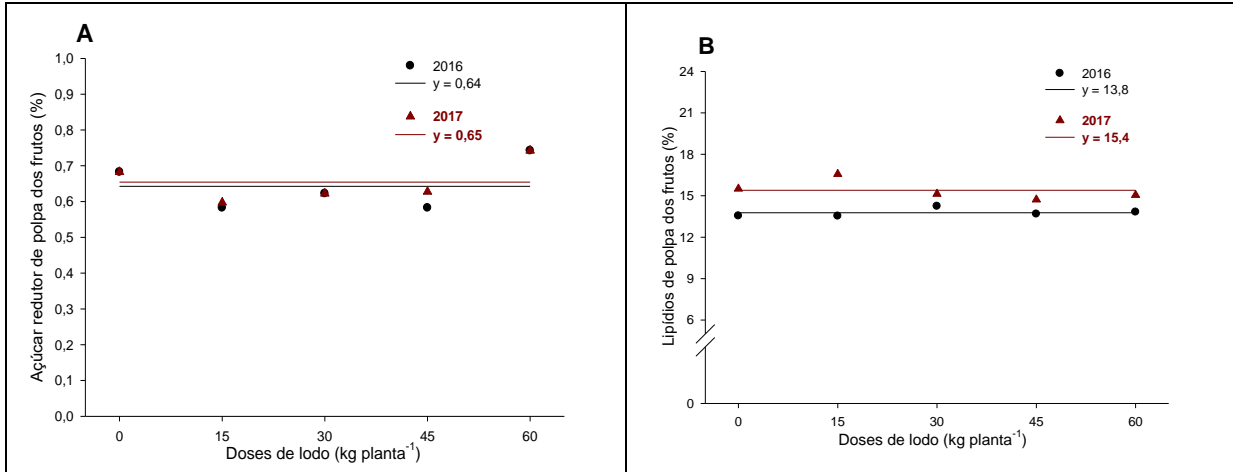 A
Açúcar redutor de polpa dos frutos (%)
1,0
0,9
0,8
0,7
0,6
0,5
0,4
0,3
0,2
0,1
0,0
2016
y = 0,64
2017
y = 0,65
0 15 30 45 60
Doses de lodo (kg planta⁻¹)
B
Lipídios de polpa dos frutos (%)
24
21
18
15
12
9
6
0
2016
y = 13,8
2017
y = 15,4
0 15 30 45 60
Doses de lodo (kg planta⁻¹)